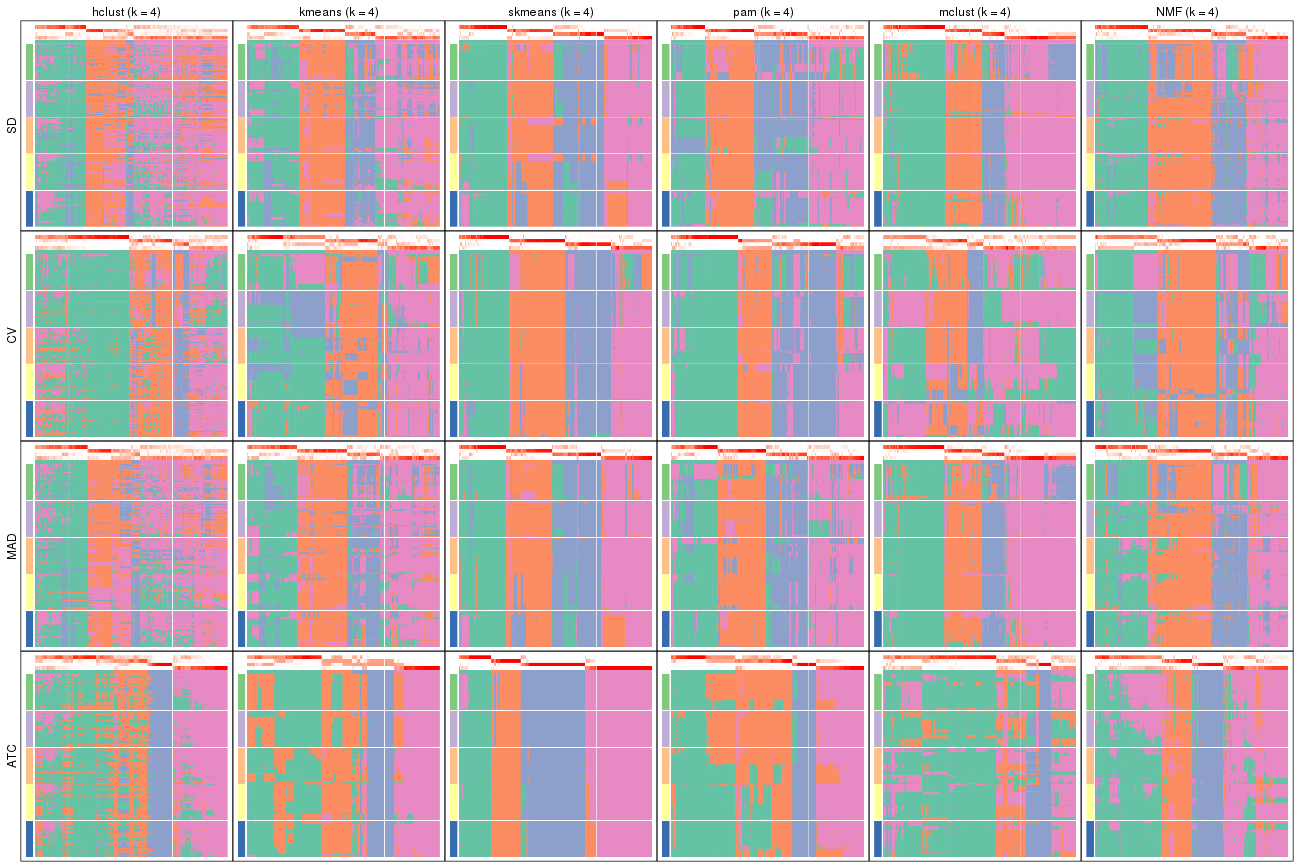 hclust (k = 4) kmeans (k = 4) skmeans (k = 4) pam (k = 4) mclust (k = 4) NMF (k = 4)
SD
CV
MAD
ATC